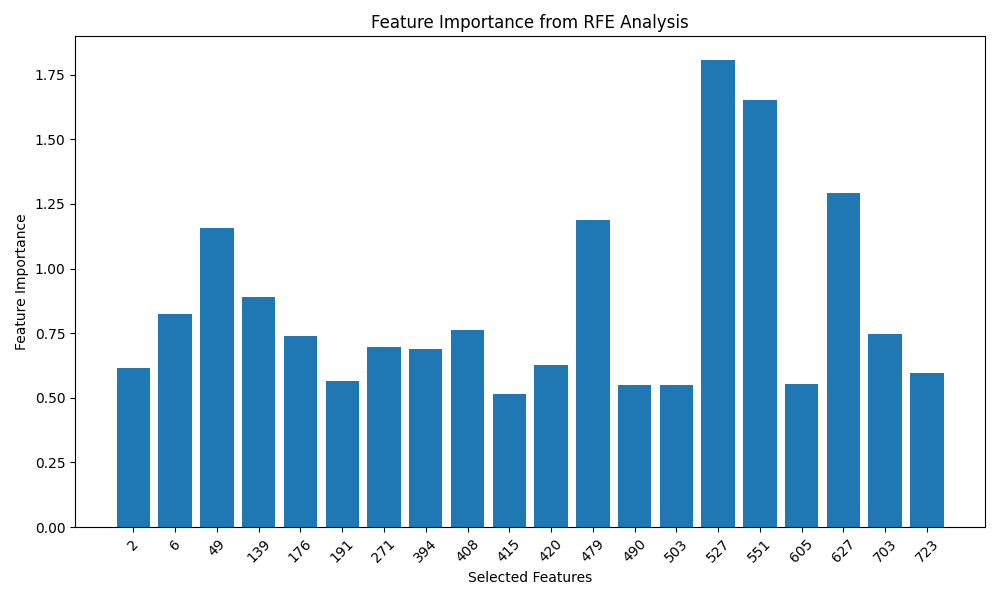 Feature Importance from RFE Analysis
Feature Importance
1.75
1.50
1.25
1.00
0.75
0.50
0.25
0.00
2 6 49 139 176 191 271 394 408 415 420 479 490 503 527 551 605 627 703 723
Selected Features